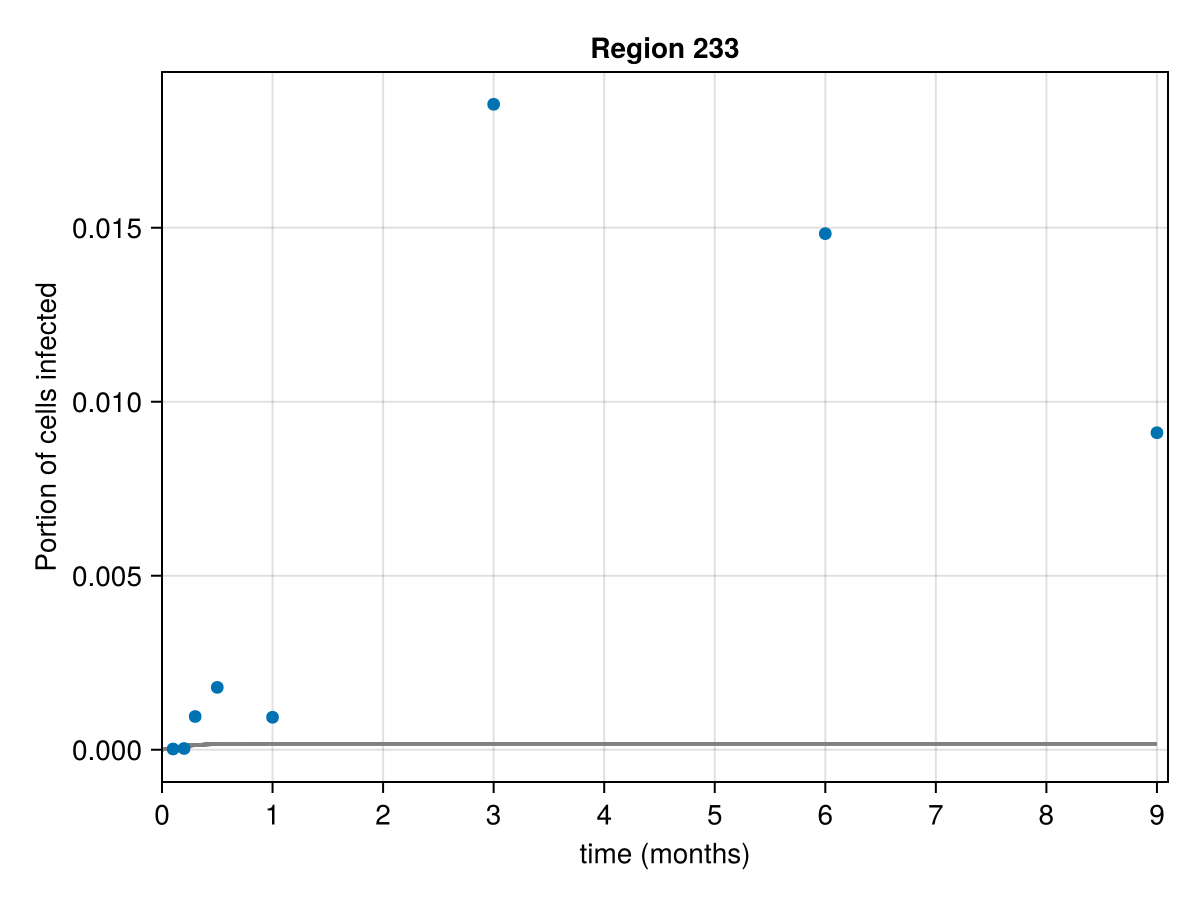 Region 233
Portion of cells infected
0.015
0.010
0.005
0.000
0 1 2 3 4 5 6 7 8 9
time (months)